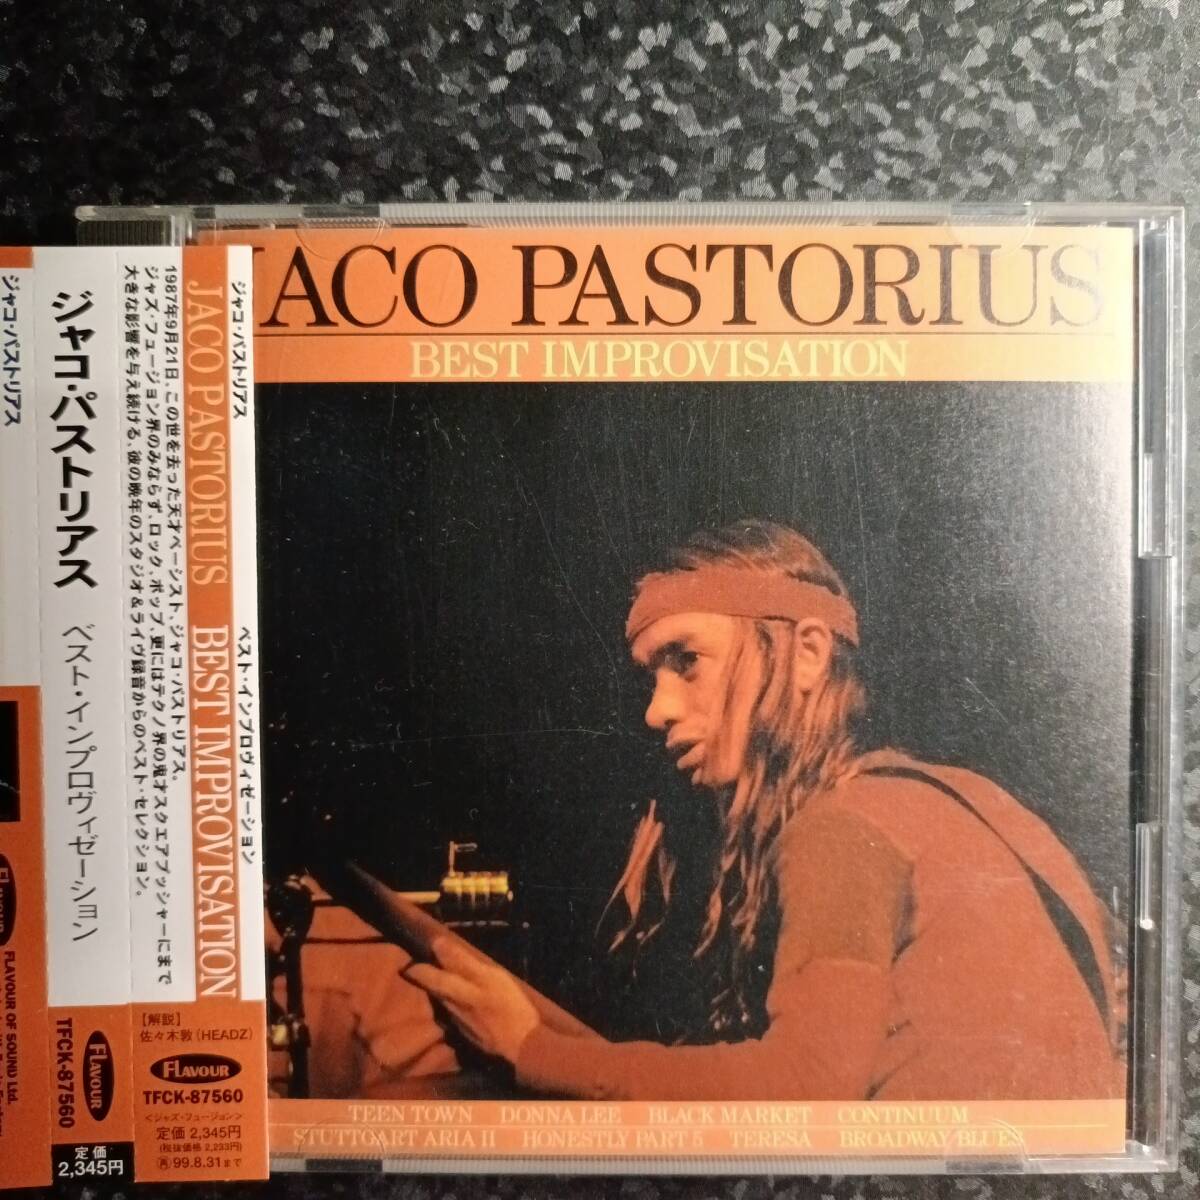 JACO PASTORIUS
BEST IMPROVISATION
TEEN TOWN DONNA LEE BLACK MARKET CONTINUUM
STUTTGART ARIA II HONESTLY PART 5 TERESA BROADWAY BLUES
ジャコ・パストリアス
ベスト・インプロヴィゼーション
JACO PASTORIUS BEST IMPROVISATION
1987年9月21日、この世を去った天才ベーシスト、ジャコ・パストリアス。
ジャズ・フュージョン界のみならず、ロック、ポップ、更にはテクノ界の鬼才スクエアプッシャーにまで
大きな影響を与え続ける、彼の晩年のスタジオ&ライヴ録音からのベスト・セレクション。
【解説】
佐々木敦(HEADZ)
FLAVOUR
TFCK-87560
<ジャズ・フュージョン>
定価 2,345円
(税抜価格 2,233円)
再99.8.31まで
ジャコ・パストリアス ベスト・インプロヴィゼーション
FLAVOUR
TFCK-87560
定価
2,345円
ジャコ・パストリアス
FLAVOUR
FLAVOUR OF SOUND Ltd.